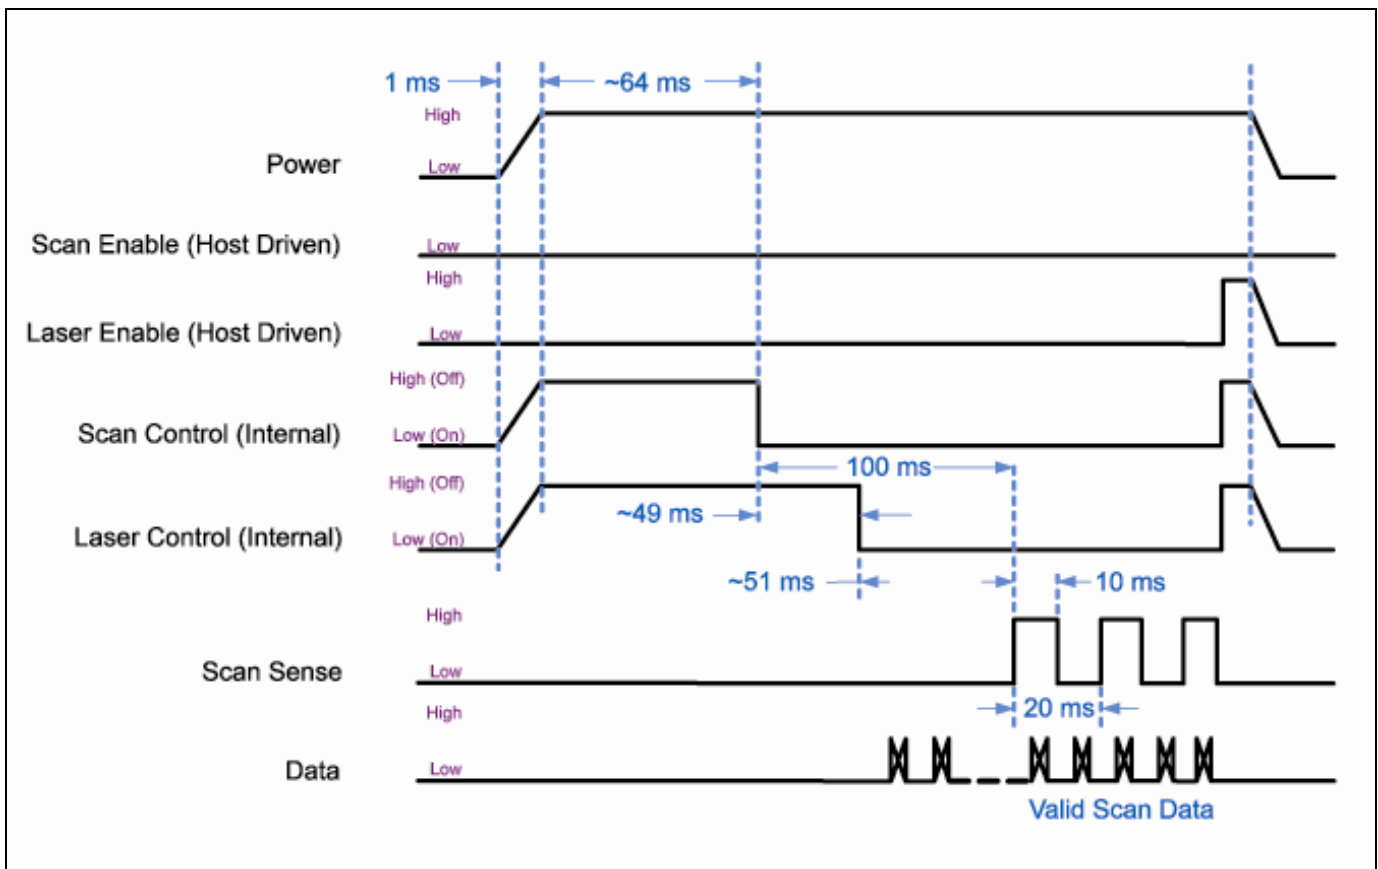 1 ms
~64 ms
High
Power
Low
Scan Enable (Host Driven)
Low
High
Laser Enable (Host Driven)
Low
High (Off)
Scan Control (Internal)
Low (On)
100 ms
High (Off)
~49 ms
Laser Control (Internal)
Low (On)
~51 ms
10 ms
High
Scan Sense
Low
20 ms
High
Data
Low
Valid Scan Data